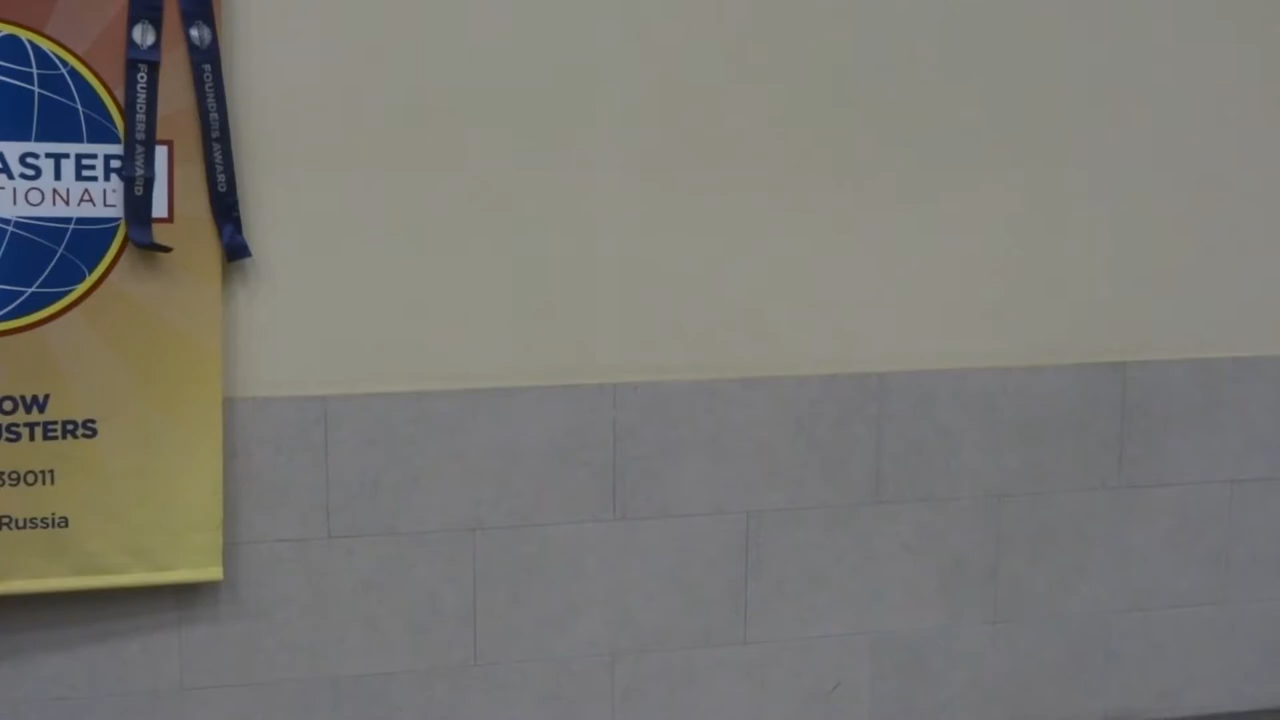 FOUNDERS AWARD
FOUNDERS AWARD
ASTER
TIONAL
OW
USTERS
39011
Russia